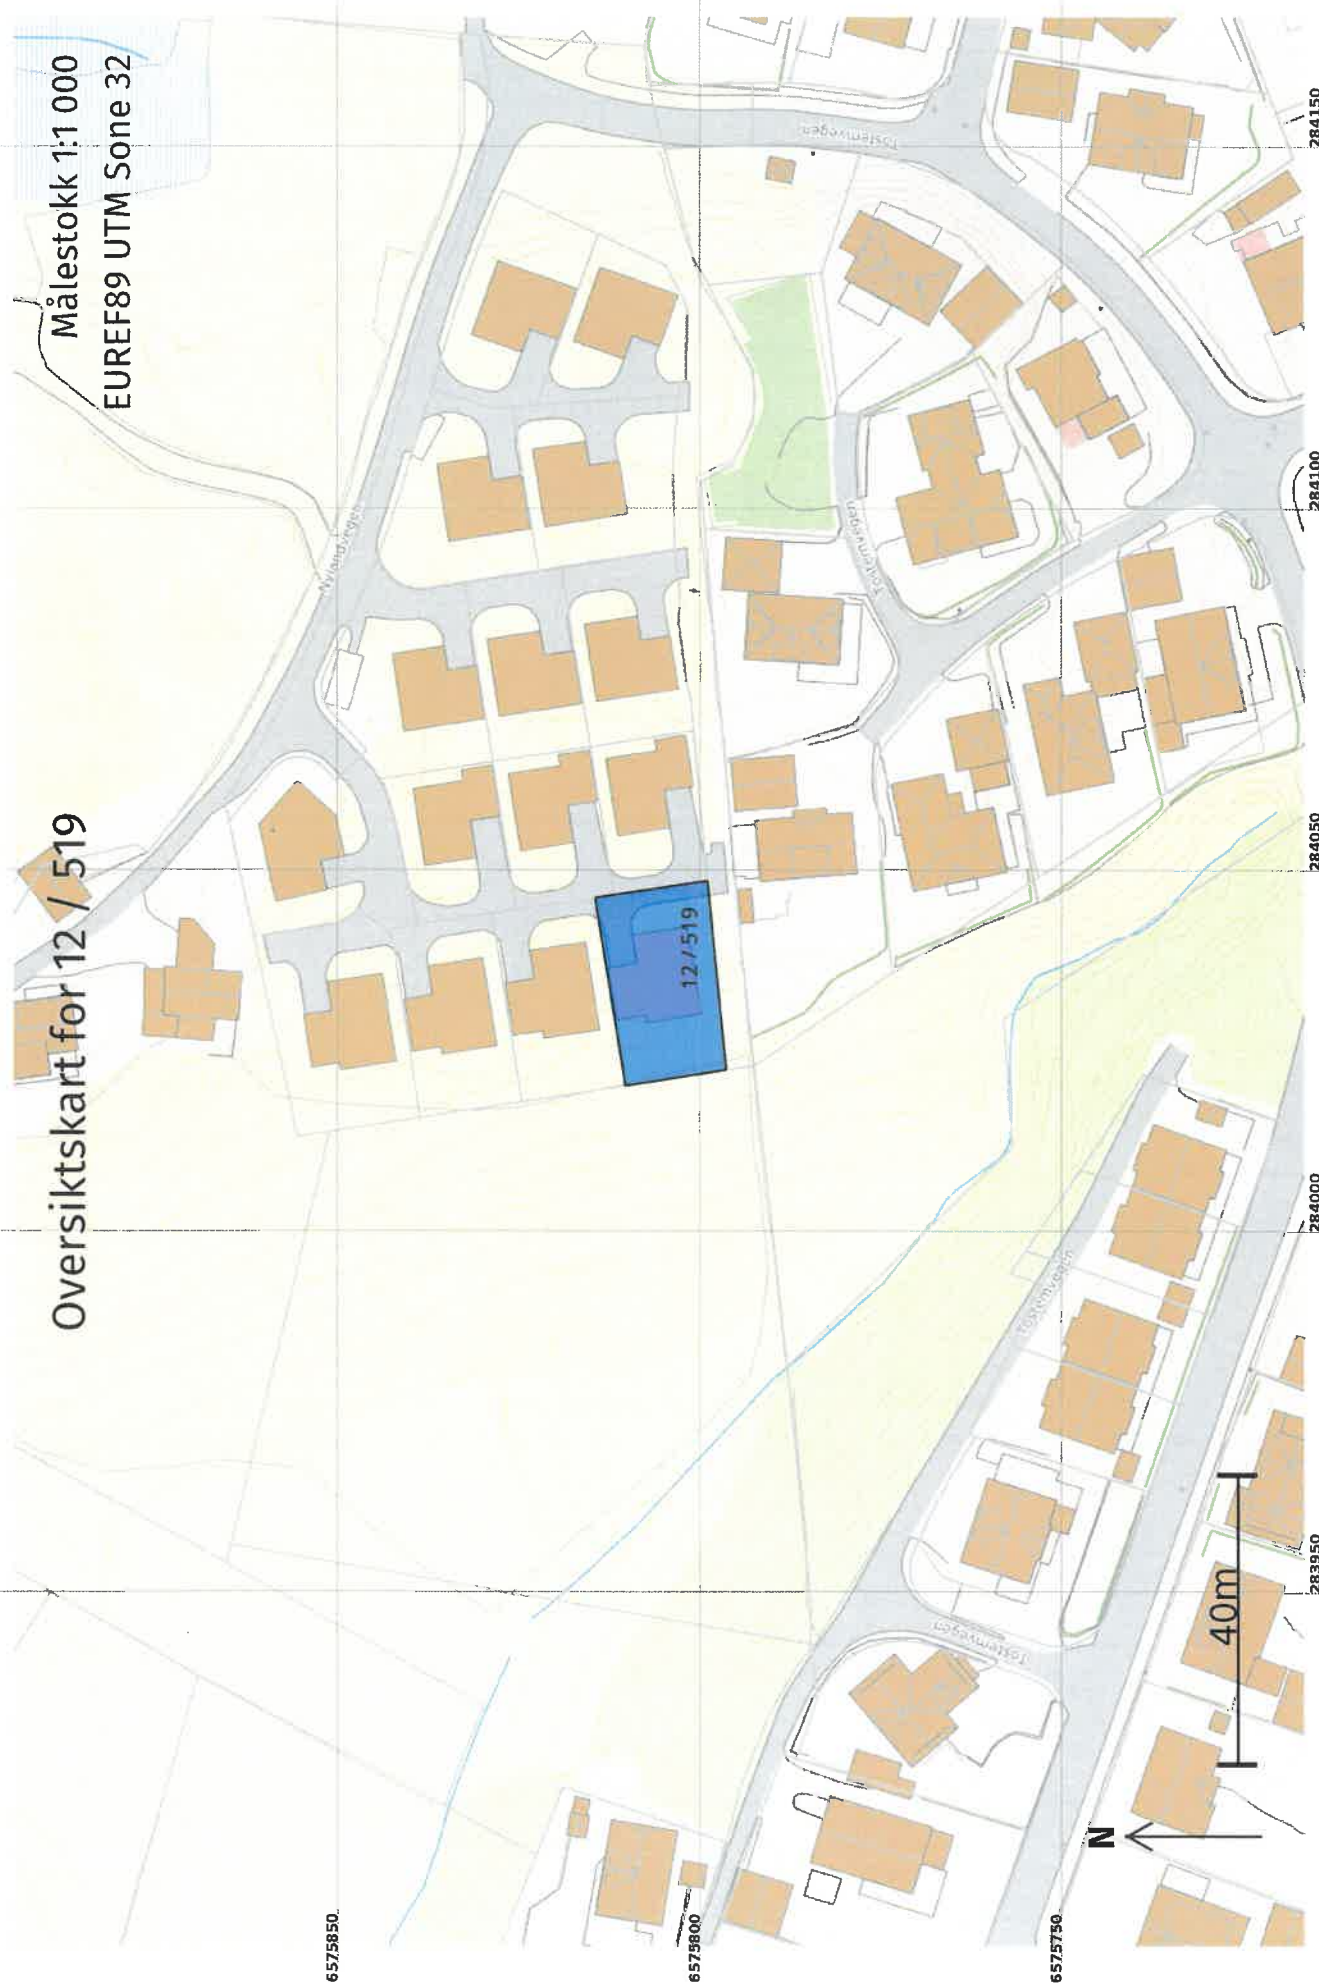 Oversiktskart for 12 / 519
Målestokk 1:1 000
EUREF89 UTM Sone 32
Nylandvegen
Tostemvegen
12 / 519
Tostemvegen
Tostemvegen
Tostemvegen
6575850
6575800
6575750
N
40m
283950
284000
284050
284100
284150